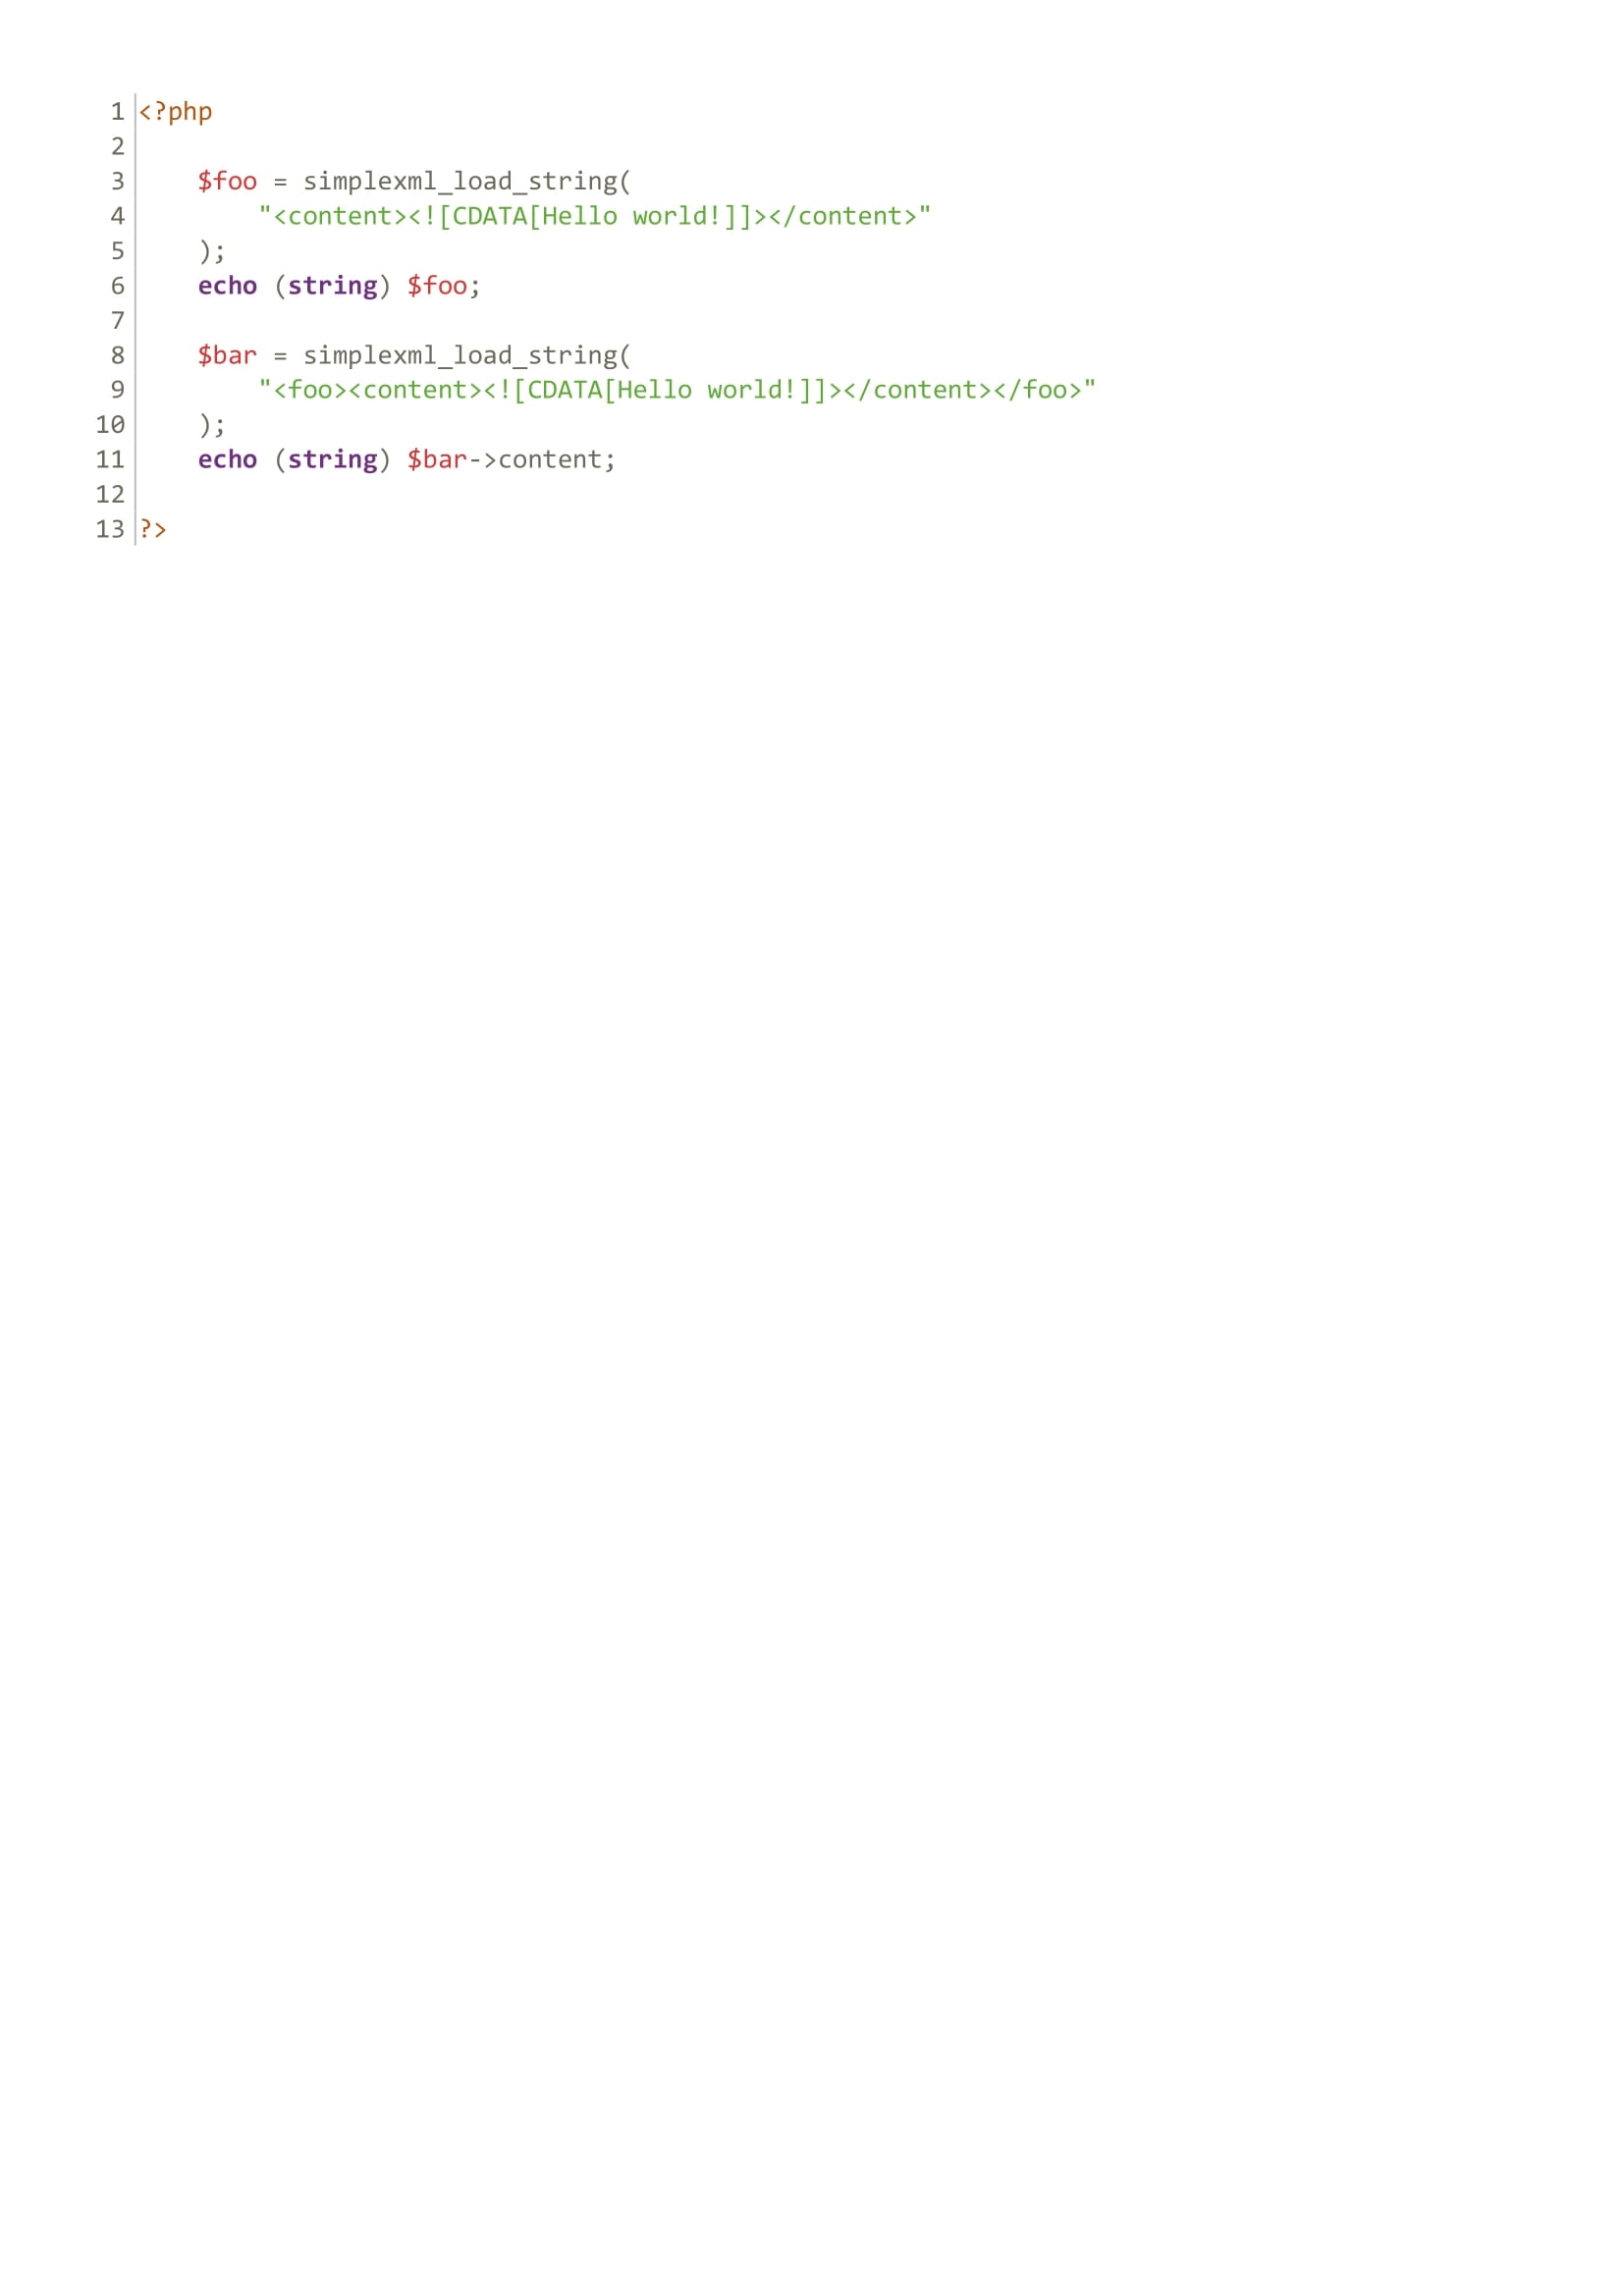 1 <?php
2
3     $foo = simplexml_load_string(
4         "<content><![CDATA[Hello world!]]></content>"
5     );
6     echo (string) $foo;
7
8     $bar = simplexml_load_string(
9         "<foo><content><![CDATA[Hello world!]]></content></foo>"
10     );
11     echo (string) $bar->content;
12
13 ?>